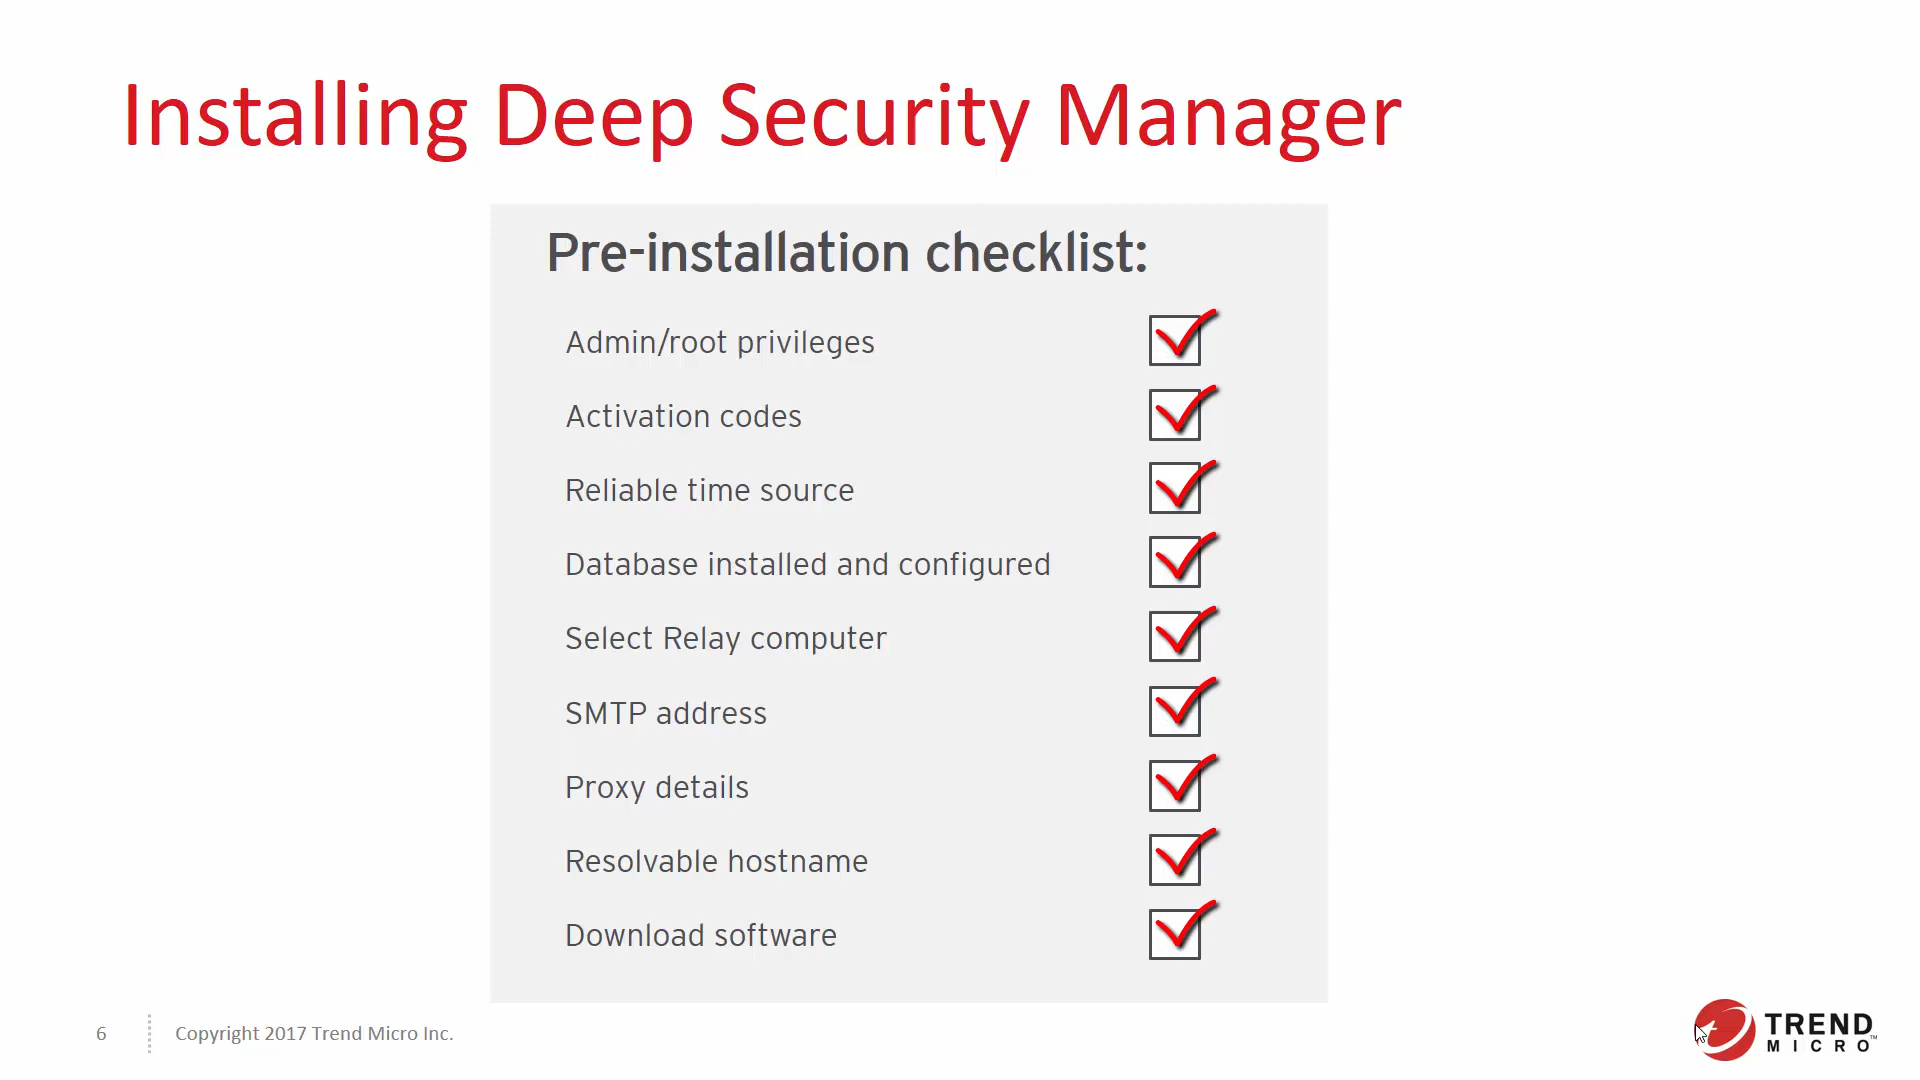 Installing Deep Security Manager
Pre-installation checklist:
Admin/root privileges
Activation codes
Reliable time source
Database installed and configured
Select Relay computer
SMTP address
Proxy details
Resolvable hostname
Download software
6
Copyright 2017 Trend Micro Inc.
TREND
MICRO™